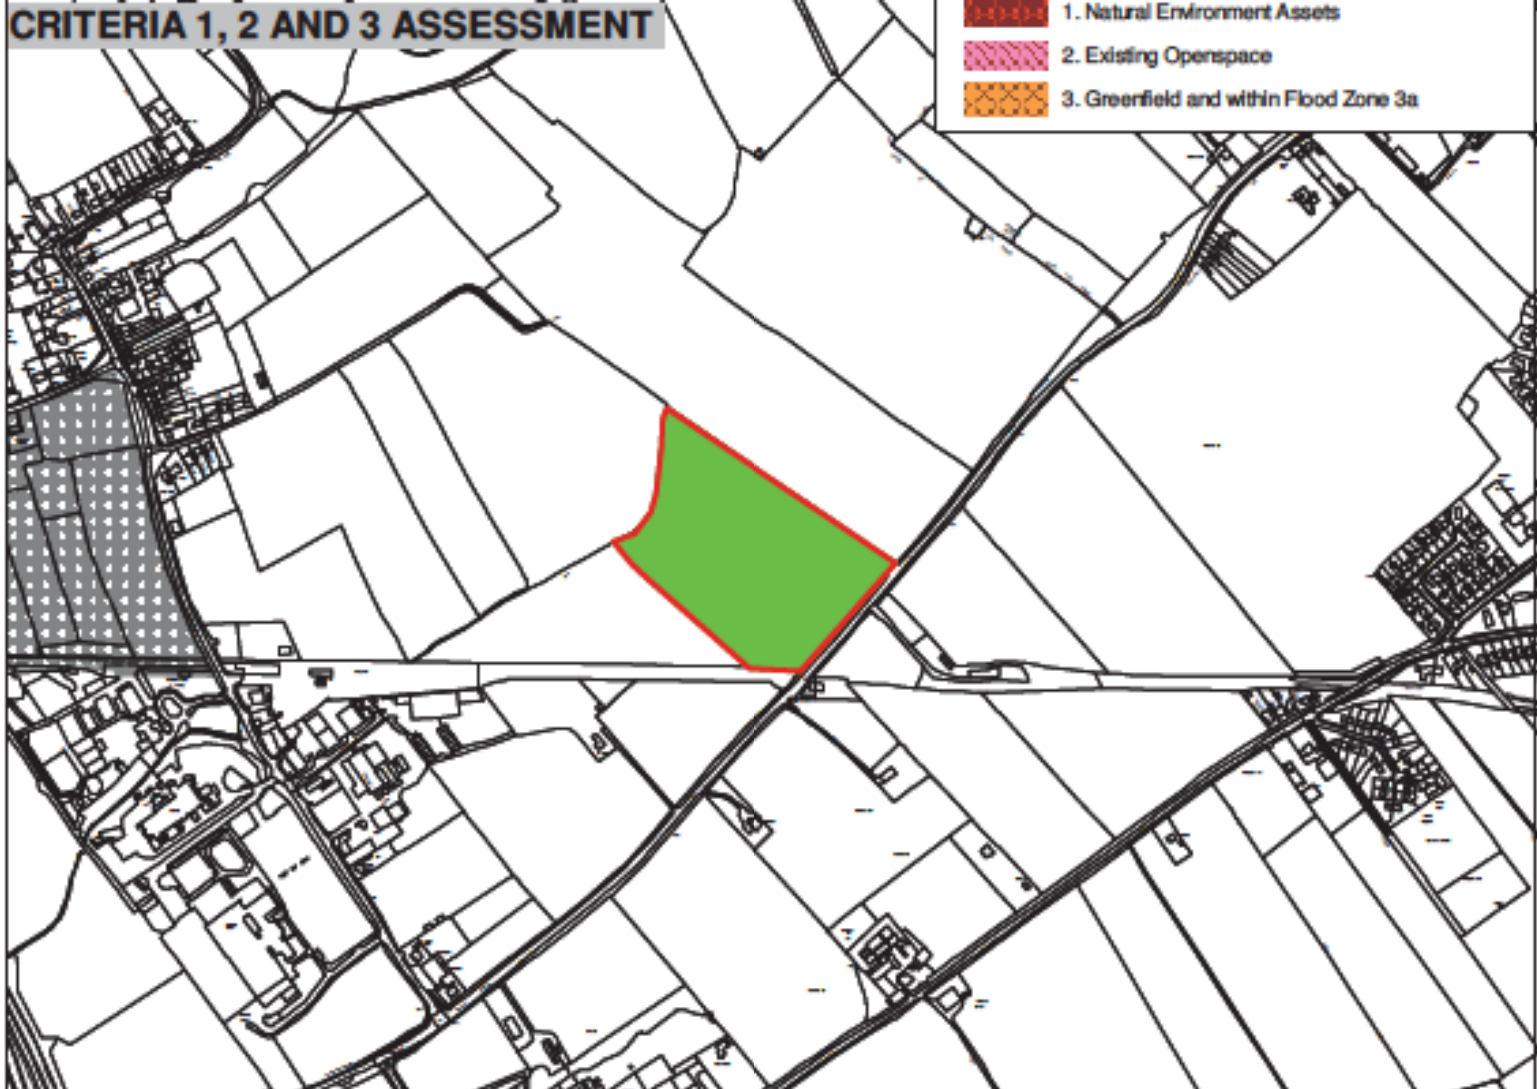 CRITERIA 1, 2 AND 3 ASSESSMENT
1. Natural Environment Assets
2. Existing Openspace
3. Greenfield and within Flood Zone 3a